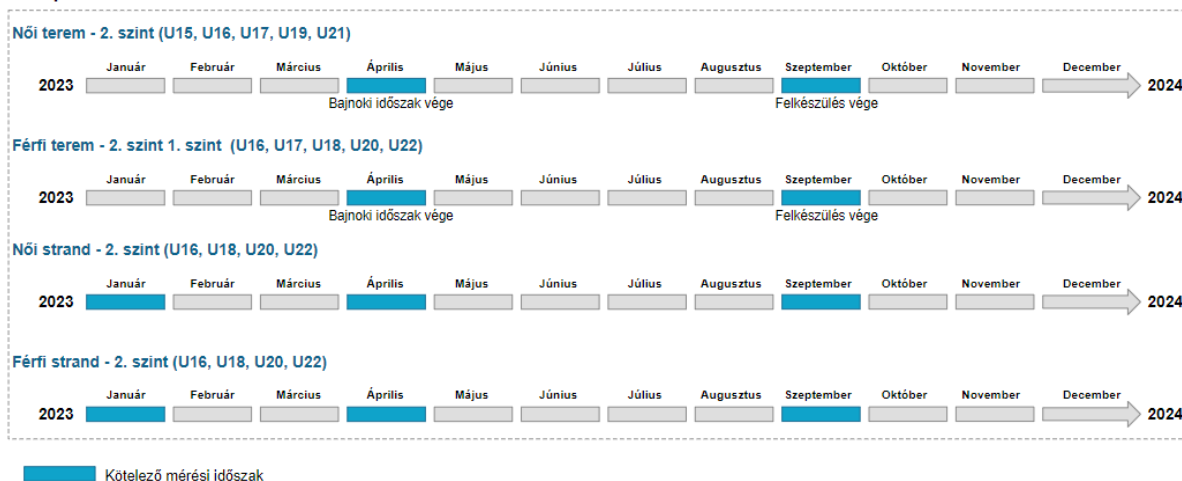 Női terem - 2. szint (U15, U16, U17, U19, U21)
Január Február Március Április Május Június Július Augusztus Szeptember Október November December
2023 2024
Bajnoki időszak vége Felkészülés vége
Férfi terem - 2. szint 1. szint (U16, U17, U18, U20, U22)
Január Február Március Április Május Június Július Augusztus Szeptember Október November December
2023 2024
Bajnoki időszak vége Felkészülés vége
Női strand - 2. szint (U16, U18, U20, U22)
Január Február Március Április Május Június Július Augusztus Szeptember Október November December
2023 2024
Férfi strand - 2. szint (U16, U18, U20, U22)
Január Február Március Április Május Június Július Augusztus Szeptember Október November December
2023 2024
Kötelező mérési időszak